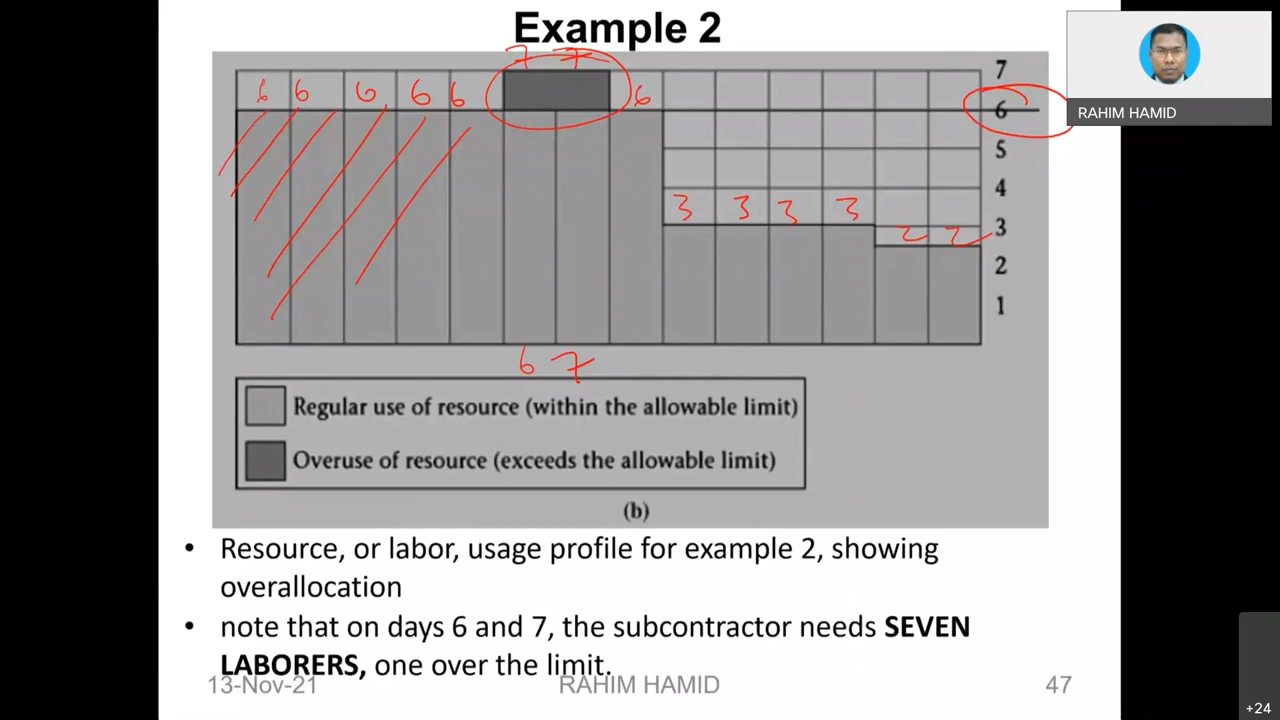 Example 2
7 7
7
6 6 6 6 6 6
6
RAHIM HAMID
5
4
3 3 3 3
3
2 2
2
1
6 7
Regular use of resource (within the allowable limit)
Overuse of resource (exceeds the allowable limit)
(b)
• Resource, or labor, usage profile for example 2, showing
overallocation
• note that on days 6 and 7, the subcontractor needs SEVEN
LABORERS, one over the limit.
13-Nov-21 RAHIM HAMID 47
+24